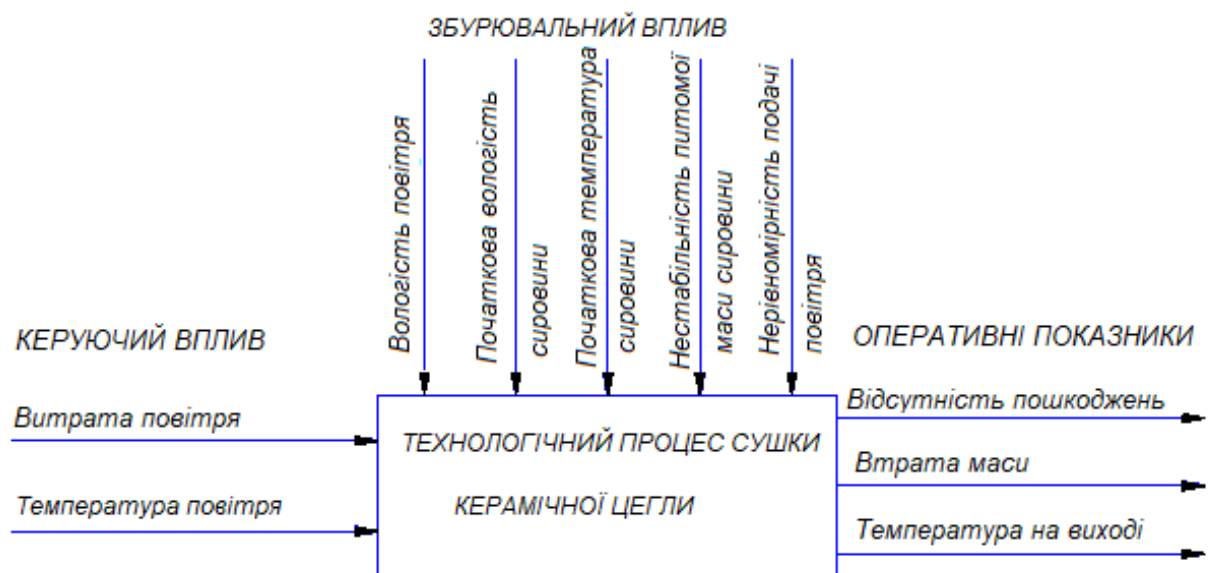 ЗБУРЮВАЛЬНИЙ ВПЛИВ
Вологість повітря
Початкова вологість
сировини
Початкова температура
сировини
Нестабільність питомої
маси сировини
Нерівномірність подачі
повітря
КЕРУЮЧИЙ ВПЛИВ
Витрата повітря
Температура повітря
ТЕХНОЛОГІЧНИЙ ПРОЦЕС СУШКИ
КЕРАМІЧНОЇ ЦЕГЛИ
ОПЕРАТИВНІ ПОКАЗНИКИ
Відсутність пошкоджень
Втрата маси
Температура на виході